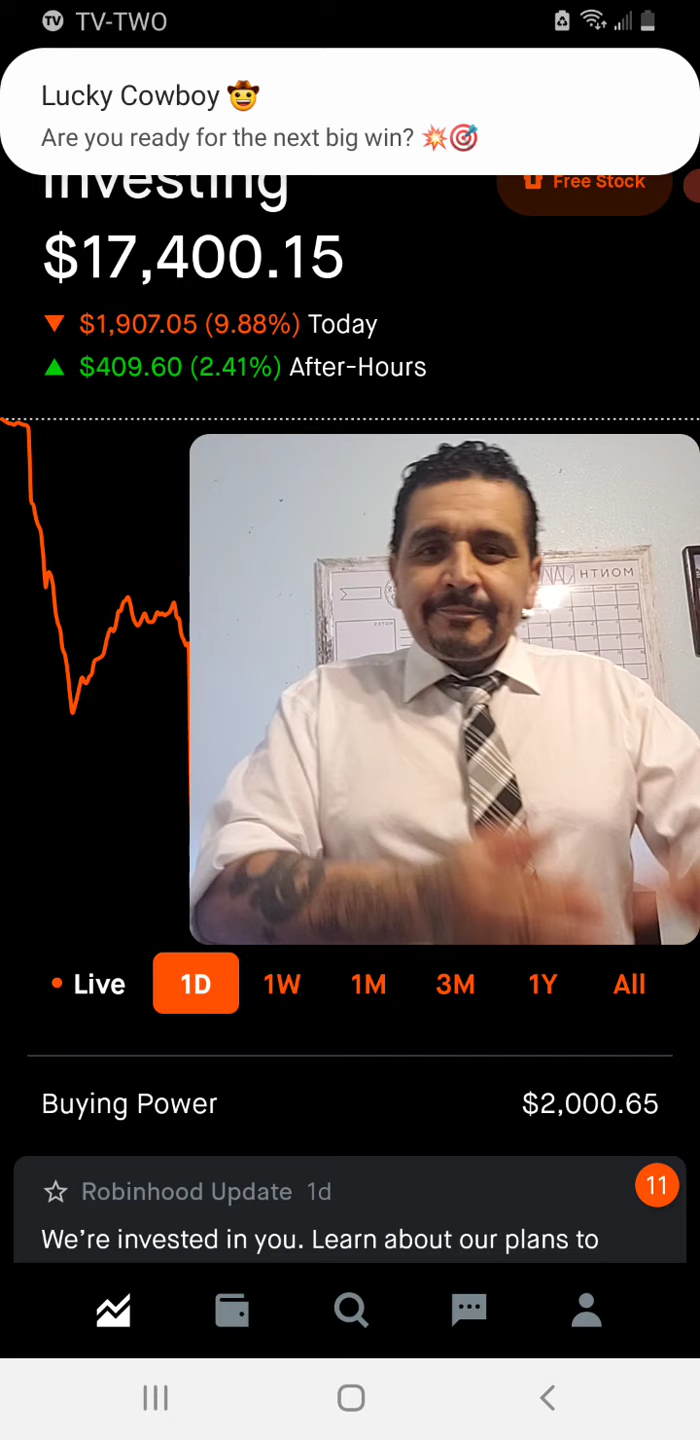 TV TV-TWO
Lucky Cowboy 🤠
Are you ready for the next big win? 💥🎯
Investing
Free Stock
$17,400.15
▼ $1,907.05 (9.88%) Today
▲ $409.60 (2.41%) After-Hours
HTNOM
Live 1D 1W 1M 3M 1Y All
Buying Power $2,000.65
Robinhood Update 1d
11
We're invested in you. Learn about our plans to